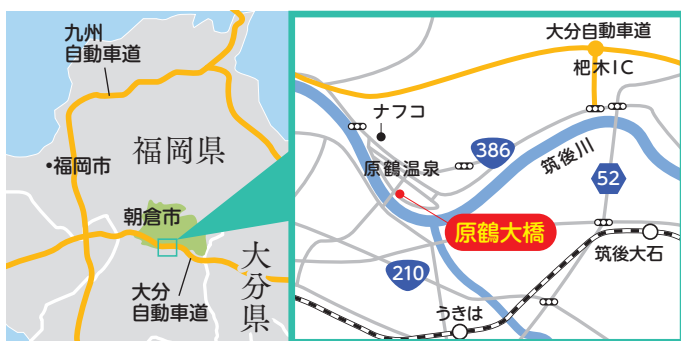 九州
自動車道
福岡県
・福岡市
朝倉市
大分
自動車道
大分県
大分自動車道
杷木IC
ナフコ
386
筑後川
原鶴温泉
52
原鶴大橋
筑後大石
210
うきは